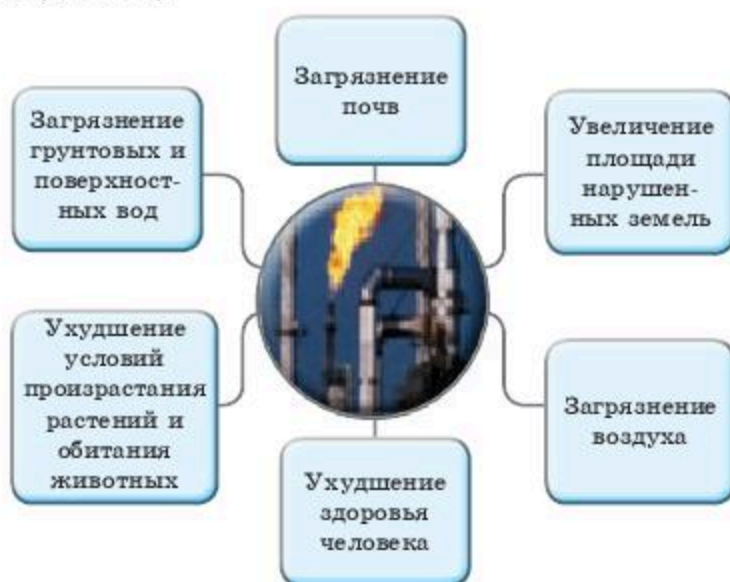 Загрязнение
почв
Загрязнение
грунтовых и
поверхност-
ных вод
Увеличение
площади
нарушен-
ных земель
Ухудшение
условий
произрастания
растений и
обитания
животных
Загрязнение
воздуха
Ухудшение
здоровья
человека